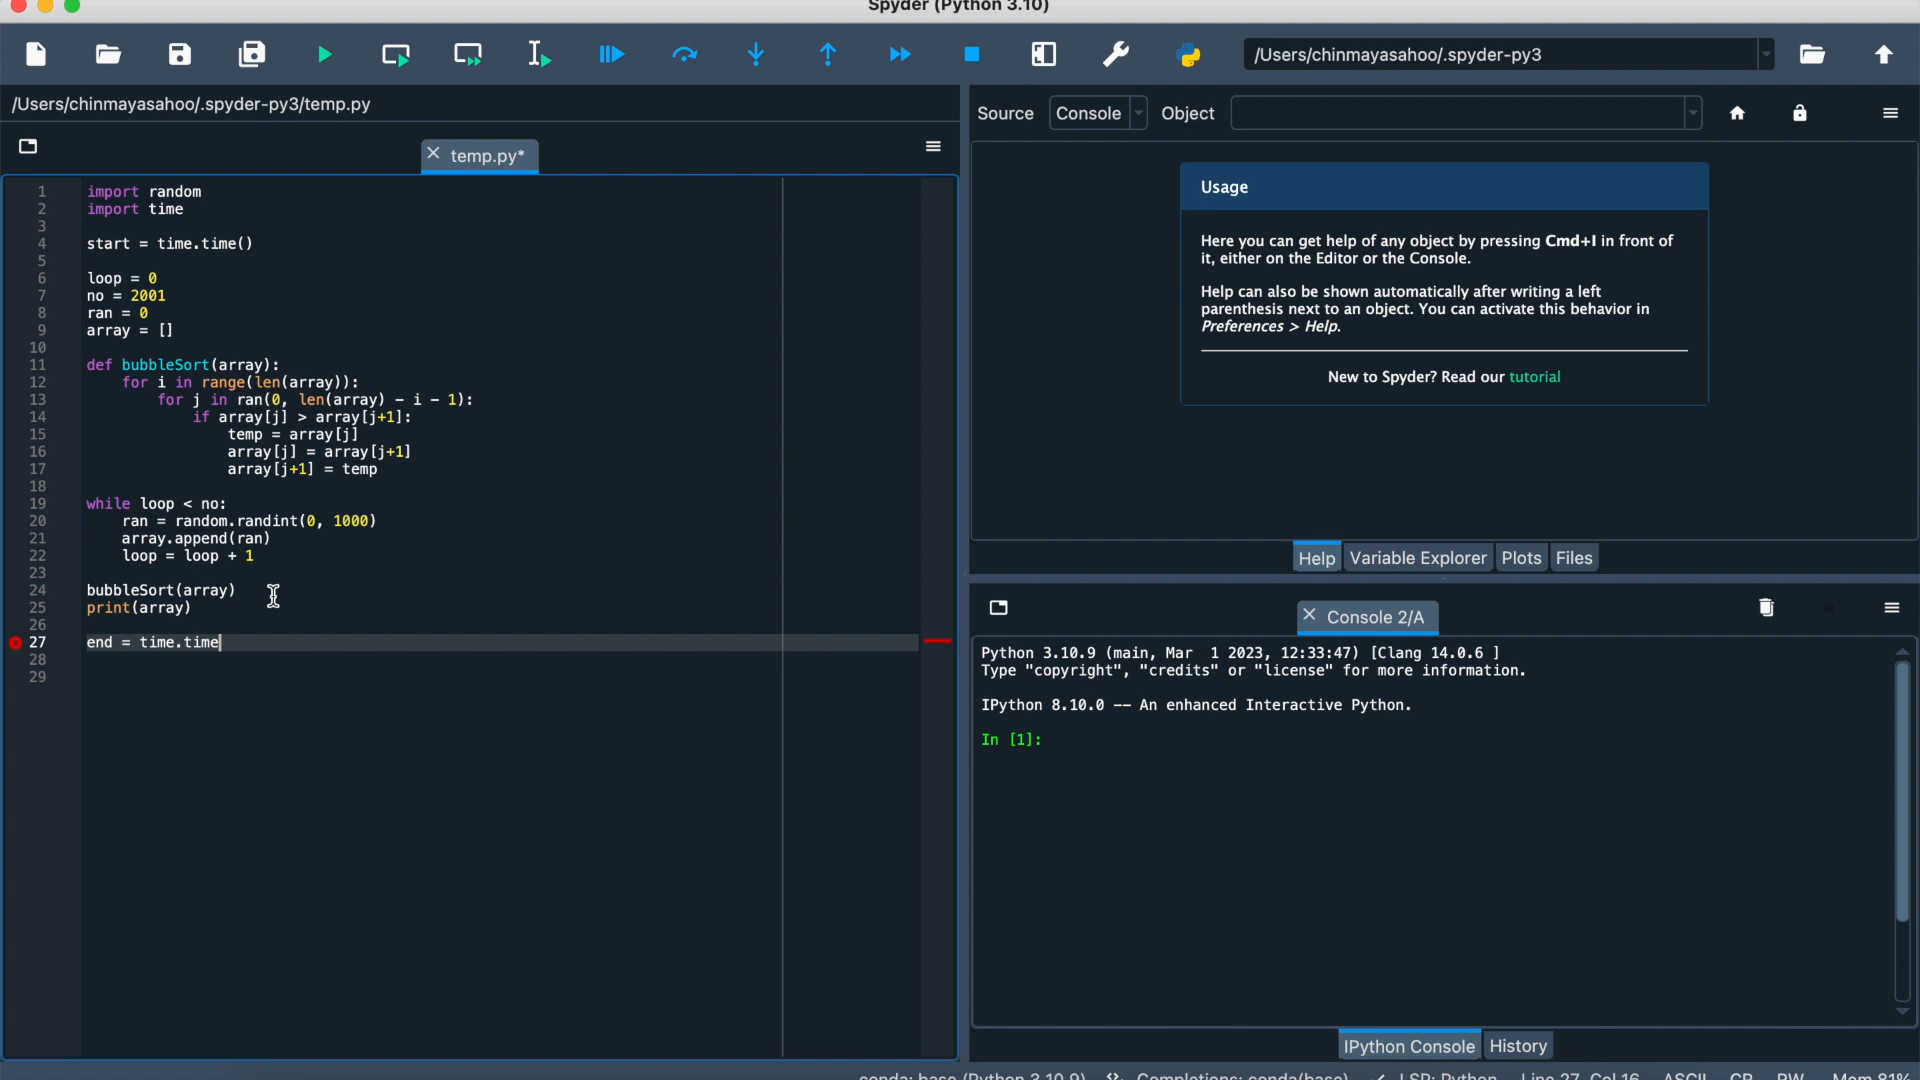 Spyder (Python 3.10)
/Users/chinmayasahoo/.spyder-py3
/Users/chinmayasahoo/.spyder-py3/temp.py
temp.py*
1 import random
2 import time
3
4 start = time.time()
5
6 loop = 0
7 no = 2001
8 ran = 0
9 array = []
10
11 def bubbleSort(array):
12 for i in range(len(array)):
13 for j in ran(0, len(array) - i - 1):
14 if array[j] > array[j+1]:
15 temp = array[j]
16 array[j] = array[j+1]
17 array[j+1] = temp
18
19 while loop < no:
20 ran = random.randint(0, 1000)
21 array.append(ran)
22 loop = loop + 1
23
24 bubbleSort(array)
25 print(array)
26
27 end = time.time
28
29
Source Console Object
Usage
Here you can get help of any object by pressing Cmd+I in front of
it, either on the Editor or the Console.
Help can also be shown automatically after writing a left
parenthesis next to an object. You can activate this behavior in
Preferences > Help.
New to Spyder? Read our tutorial
Help Variable Explorer Plots Files
Console 2/A
Python 3.10.9 (main, Mar 1 2023, 12:33:47) [Clang 14.0.6 ]
Type "copyright", "credits" or "license" for more information.
IPython 8.10.0 -- An enhanced Interactive Python.
In [1]:
IPython Console History
conda: base (Python 3.10.9) Completions: conda(base) LSP: Python Line 27, Col 16 ASCII CR RW Mem 81%